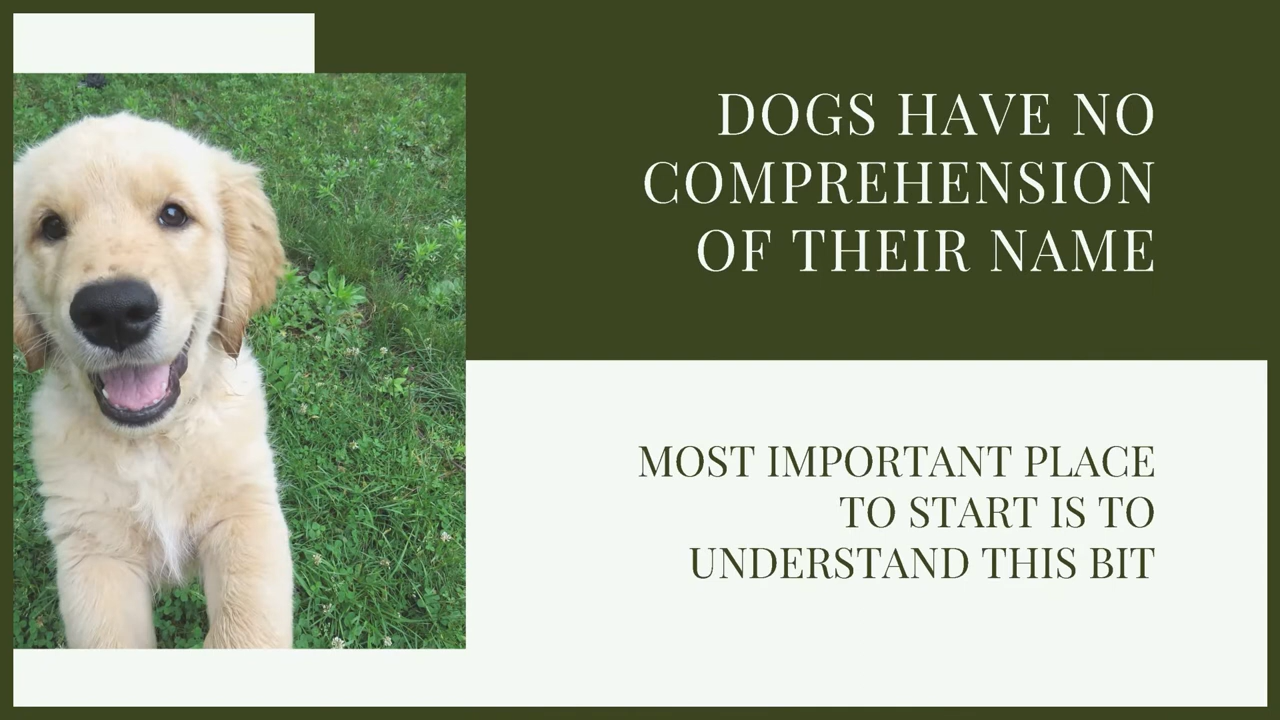 DOGS HAVE NO
COMPREHENSION
OF THEIR NAME
MOST IMPORTANT PLACE
TO START IS TO
UNDERSTAND THIS BIT